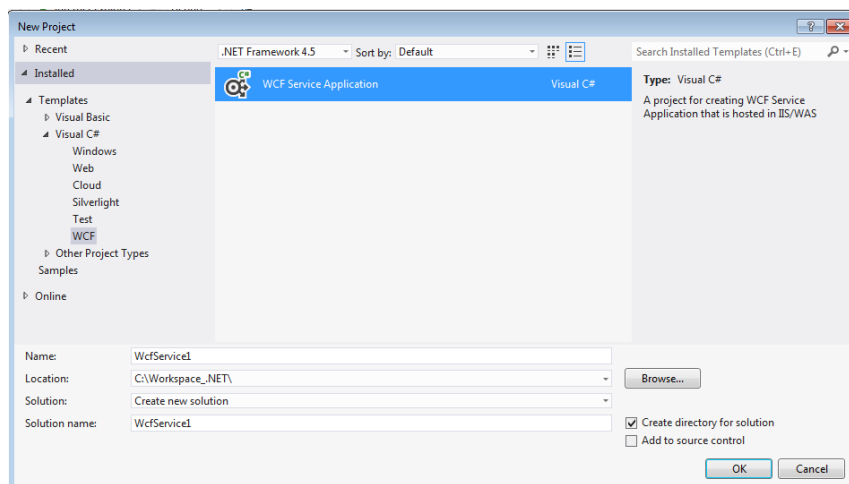 New Project
Recent
.NET Framework 4.5
Sort by: Default
Search Installed Templates (Ctrl+E)
Installed
Templates
Visual Basic
Visual C#
Windows
Web
Cloud
Silverlight
Test
WCF
Other Project Types
Samples
Online
C#
WCF Service Application
Visual C#
Type: Visual C#
A project for creating WCF Service
Application that is hosted in IIS/WAS
Name:
WcfService1
Location:
C:\Workspace_.NET\
Browse...
Solution:
Create new solution
Solution name:
WcfService1
Create directory for solution
Add to source control
OK
Cancel